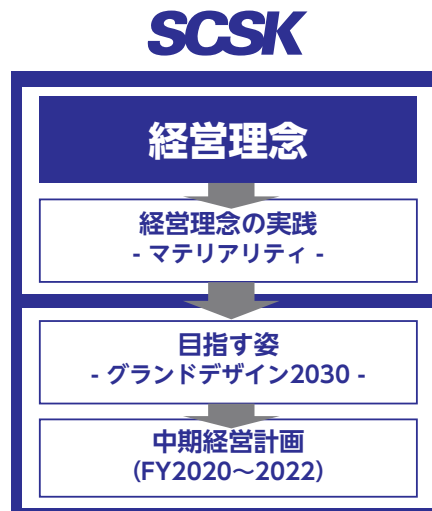 SCSK
経営理念
経営理念の実践
- マテリアリティ -
目指す姿
- グランドデザイン2030 -
中期経営計画
(FY2020～2022)